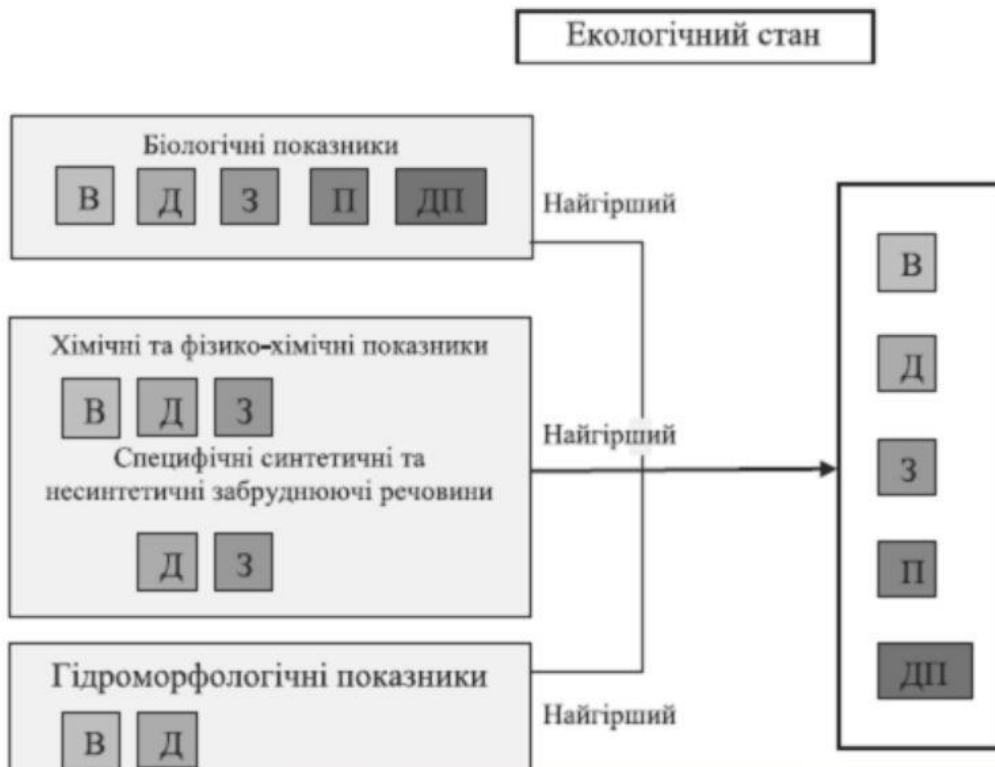 Екологічний стан
Біологічні показники
В Д З П ДП
Найгірший
Хімічні та фізико-хімічні показники
В Д З
Специфічні синтетичні та
несинтетичні забруднюючі речовини
Д З
Найгірший
Гідроморфологічні показники
В Д
Найгірший
В
Д
З
П
ДП